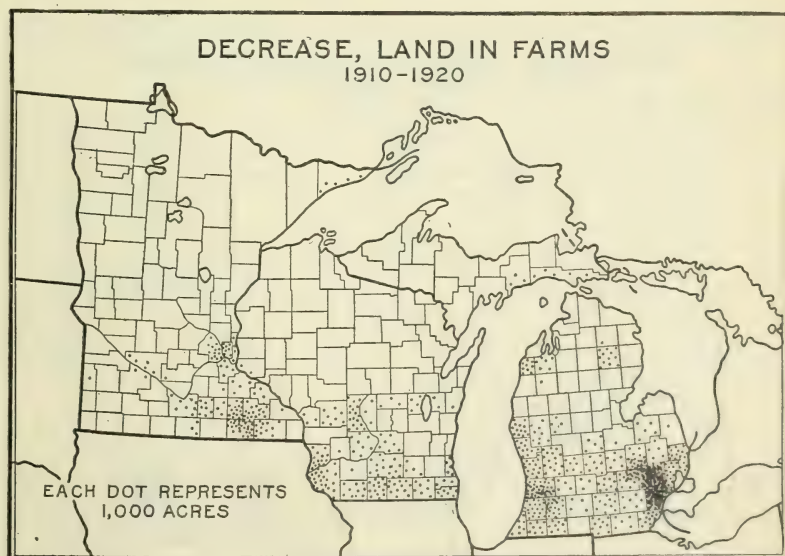 DECREASE, LAND IN FARMS
1910-1920
EACH DOT REPRESENTS
1,000 ACRES